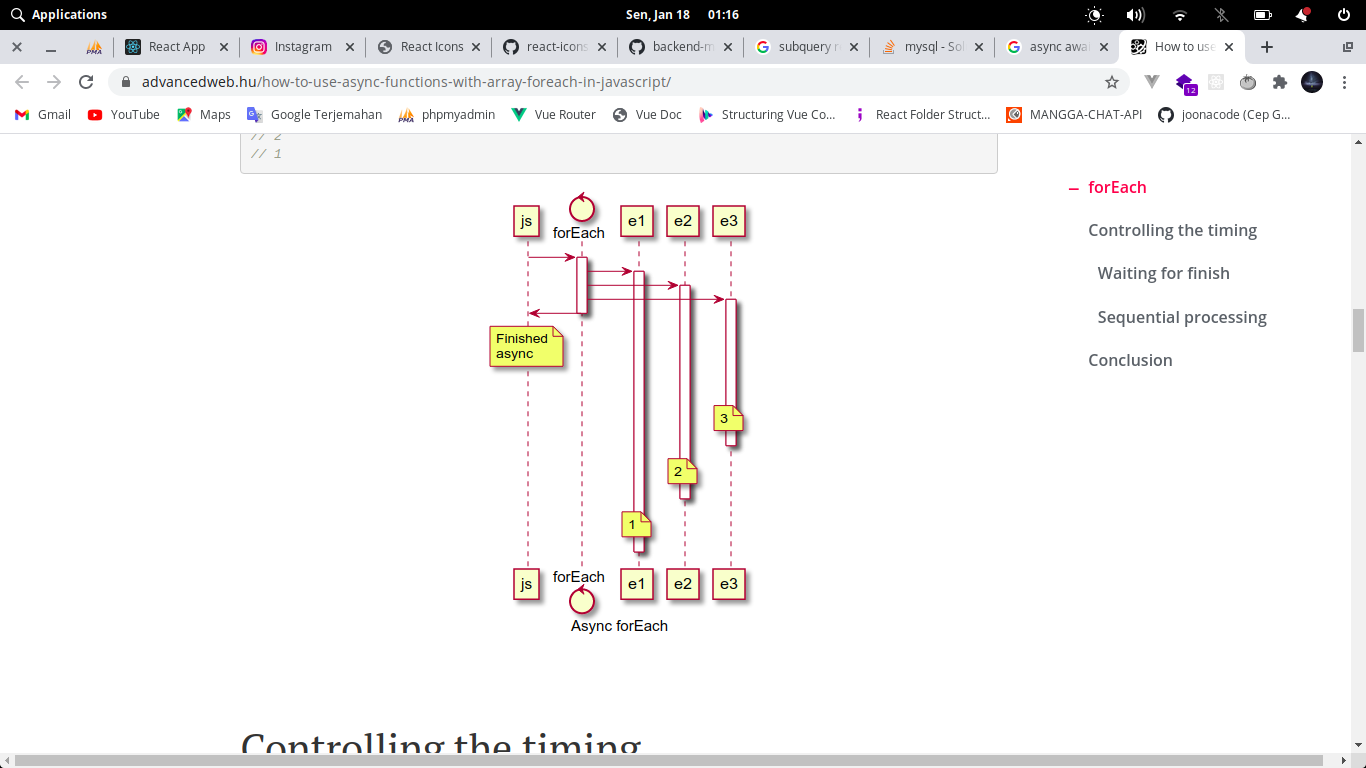 Applications
Sen, Jan 18 01:16
React App
Instagram
React Icons
react-icons
backend-m
subquery r
mysql - Sol
async awai
How to use
advancedweb.hu/how-to-use-async-functions-with-array-foreach-in-javascript/
12
Gmail
YouTube
Maps
Google Terjemahan
phpmyadmin
Vue Router
Vue Doc
Structuring Vue Co...
React Folder Struct...
MANGGA-CHAT-API
joonacode (Cep G...
// 2
// 1
js
forEach
e1
e2
e3
Finished
async
3
2
1
js
forEach
e1
e2
e3
Async forEach
Controlling the timing
– forEach
Controlling the timing
Waiting for finish
Sequential processing
Conclusion